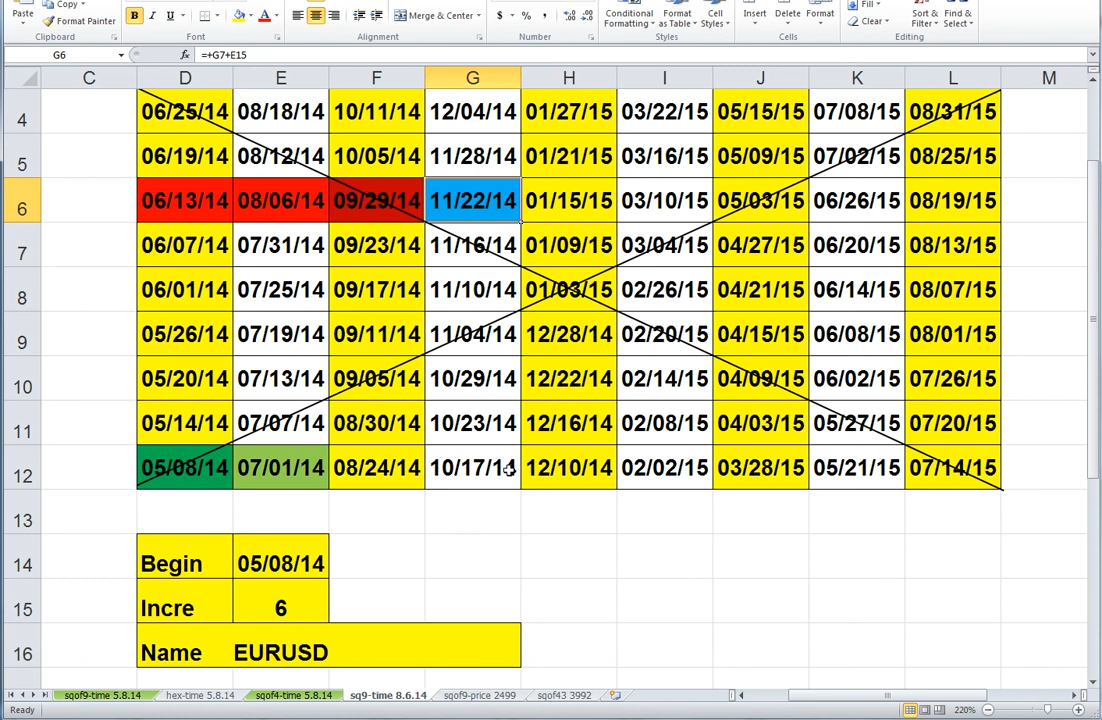 Paste Copy Format Painter B I U A Merge & Center $ % , Conditional Formatting Format as Table Cell Styles Insert Delete Format Fill Clear Sort & Filter Find & Select
Clipboard Font Alignment Number Styles Cells Editing
G6 fx =+G7+E15
C D E F G H I J K L M
4 06/25/14 08/18/14 10/11/14 12/04/14 01/27/15 03/22/15 05/15/15 07/08/15 08/31/15
5 06/19/14 08/12/14 10/05/14 11/28/14 01/21/15 03/16/15 05/09/15 07/02/15 08/25/15
6 06/13/14 08/06/14 09/29/14 11/22/14 01/15/15 03/10/15 05/03/15 06/26/15 08/19/15
7 06/07/14 07/31/14 09/23/14 11/16/14 01/09/15 03/04/15 04/27/15 06/20/15 08/13/15
8 06/01/14 07/25/14 09/17/14 11/10/14 01/03/15 02/26/15 04/21/15 06/14/15 08/07/15
9 05/26/14 07/19/14 09/11/14 11/04/14 12/28/14 02/20/15 04/15/15 06/08/15 08/01/15
10 05/20/14 07/13/14 09/05/14 10/29/14 12/22/14 02/14/15 04/09/15 06/02/15 07/26/15
11 05/14/14 07/07/14 08/30/14 10/23/14 12/16/14 02/08/15 04/03/15 05/27/15 07/20/15
12 05/08/14 07/01/14 08/24/14 10/17/14 12/10/14 02/02/15 03/28/15 05/21/15 07/14/15
13
14 Begin 05/08/14
15 Incre 6
16 Name EURUSD
sqof9-time 5.8.14 hex-time 5.8.14 sqof4-time 5.8.14 sq9-time 8.6.14 sqof9-price 2499 sqof43 3992
Ready 220%